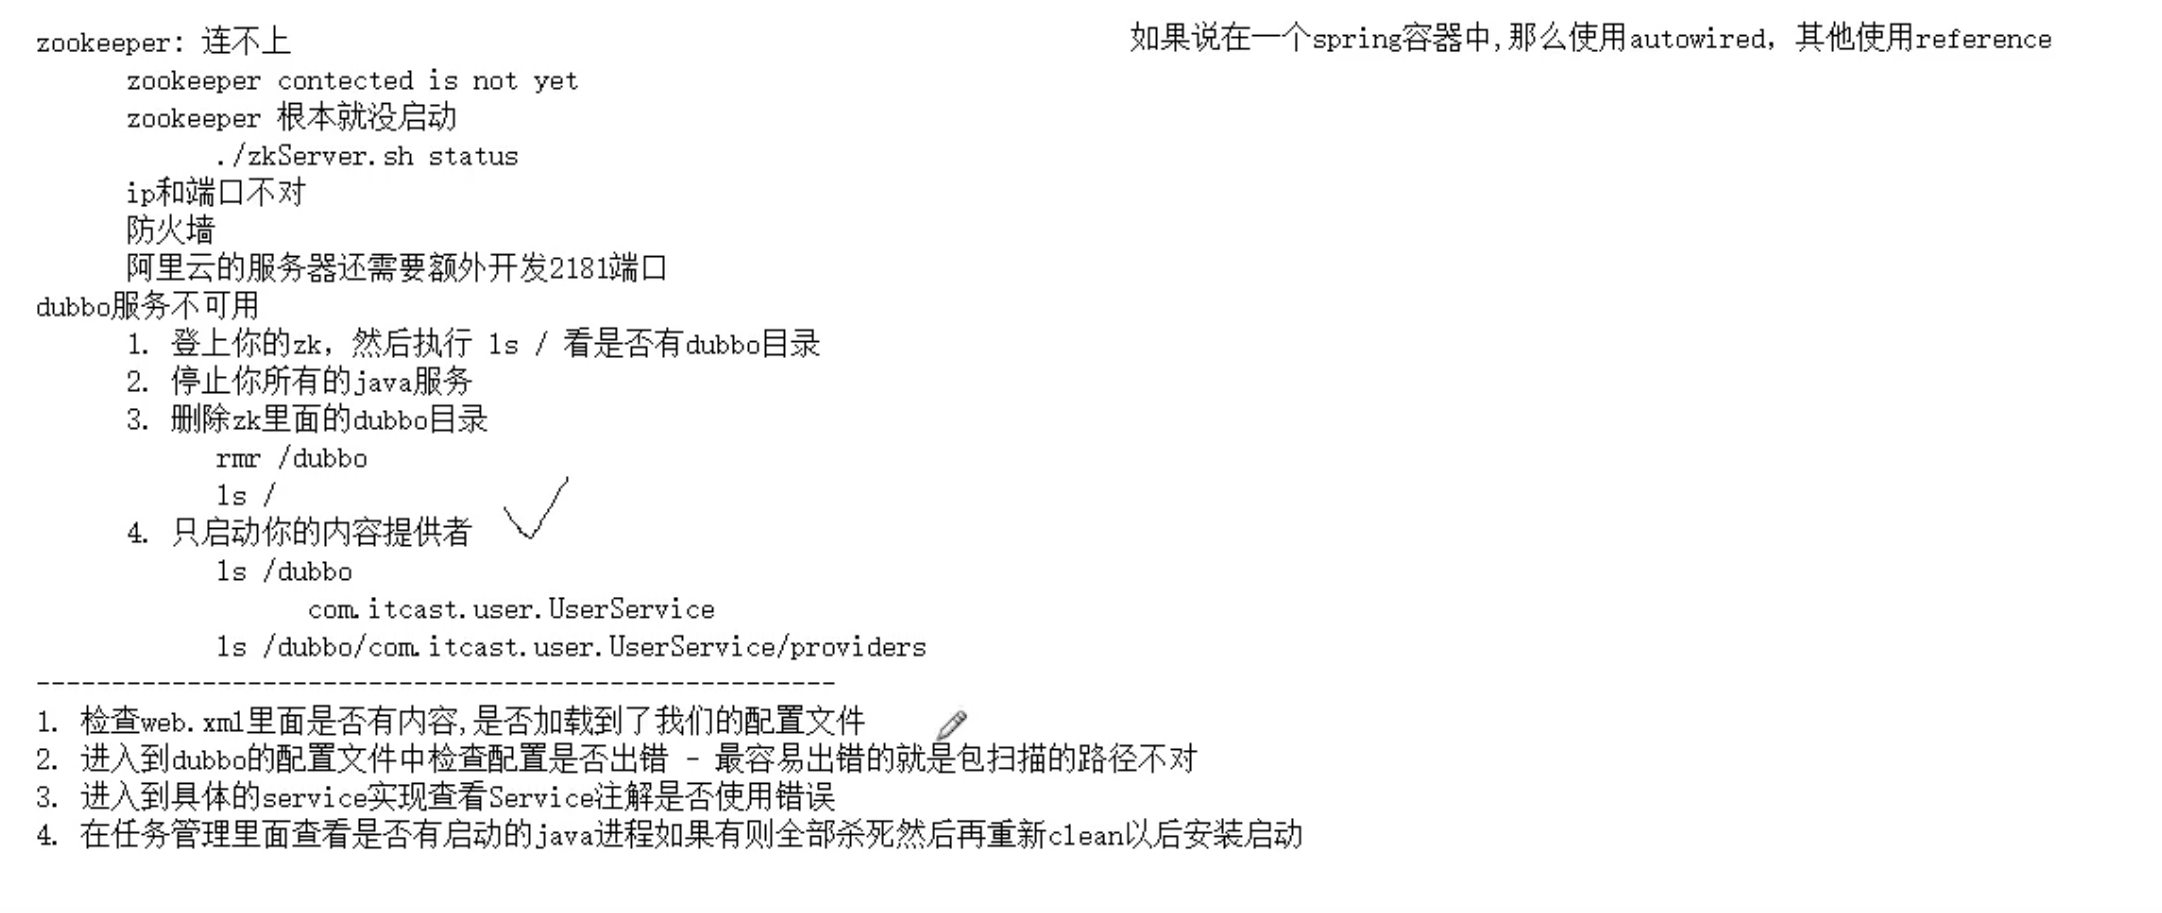 zookeeper: 连不上
如果说在一个spring容器中,那么使用autowired，其他使用reference
zookeeper contected is not yet
zookeeper 根本就没启动
./zkServer.sh status
ip和端口不对
防火墙
阿里云的服务器还需要额外开发2181端口
dubbo服务不可用
1. 登上你的zk，然后执行 ls / 看是否有dubbo目录
2. 停止你所有的java服务
3. 删除zk里面的dubbo目录
rmr /dubbo
ls /
4. 只启动你的内容提供者
ls /dubbo
com.itcast.user.UserService
ls /dubbo/com.itcast.user.UserService/providers
-----------------------------------------------------
1. 检查web.xml里面是否有内容,是否加载到了我们的配置文件
2. 进入到dubbo的配置文件中检查配置是否出错 - 最容易出错的就是包扫描的路径不对
3. 进入到具体的service实现查看Service注解是否使用错误
4. 在任务管理里面查看是否有启动的java进程如果有则全部杀死然后再重新clean以后安装启动